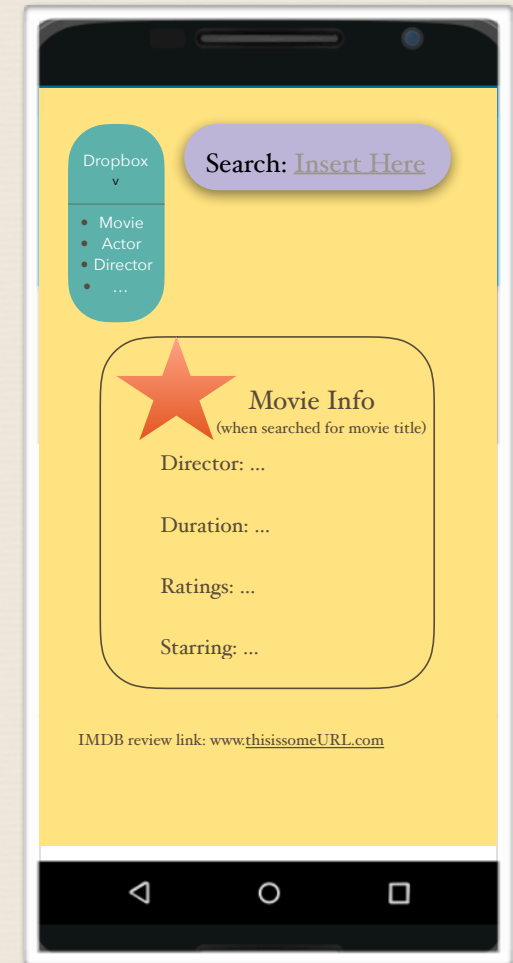 Dropbox
v
• Movie
• Actor
• Director
• ...
Search: Insert Here
Movie Info
(when searched for movie title)
Director: ...
Duration: ...
Ratings: ...
Starring: ...
IMDB review link: www.thisissomeURL.com